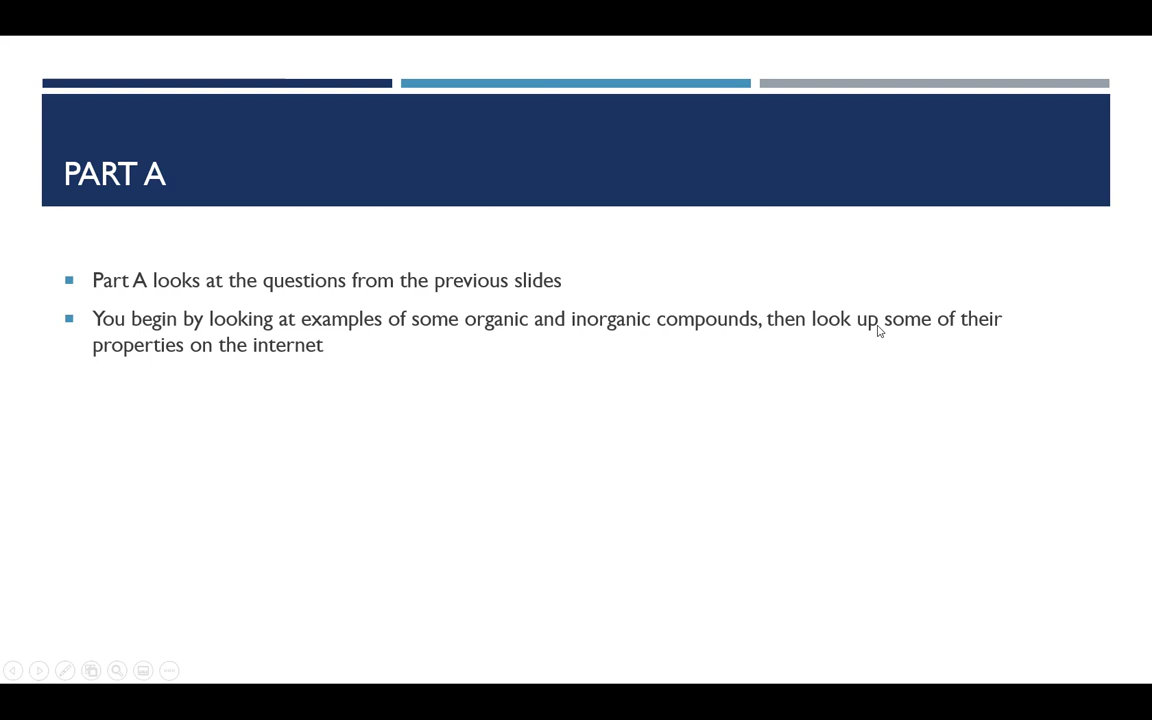 PART A
Part A looks at the questions from the previous slides
You begin by looking at examples of some organic and inorganic compounds, then look up some of their
properties on the internet